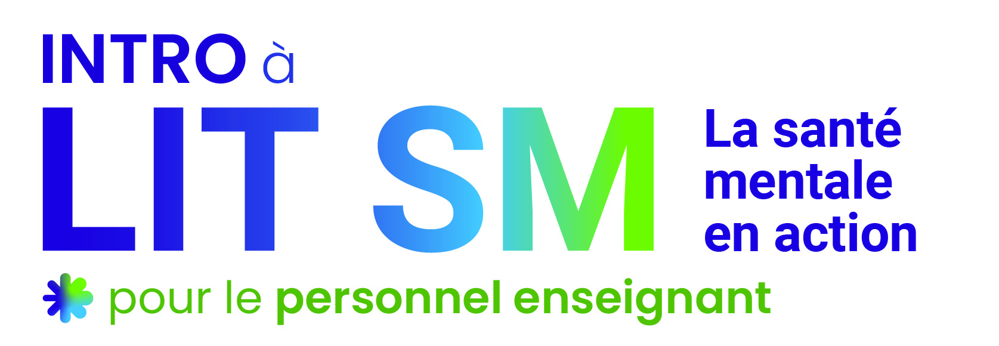 INTRO à
LIT SM
La santé
mentale
en action
pour le personnel enseignant